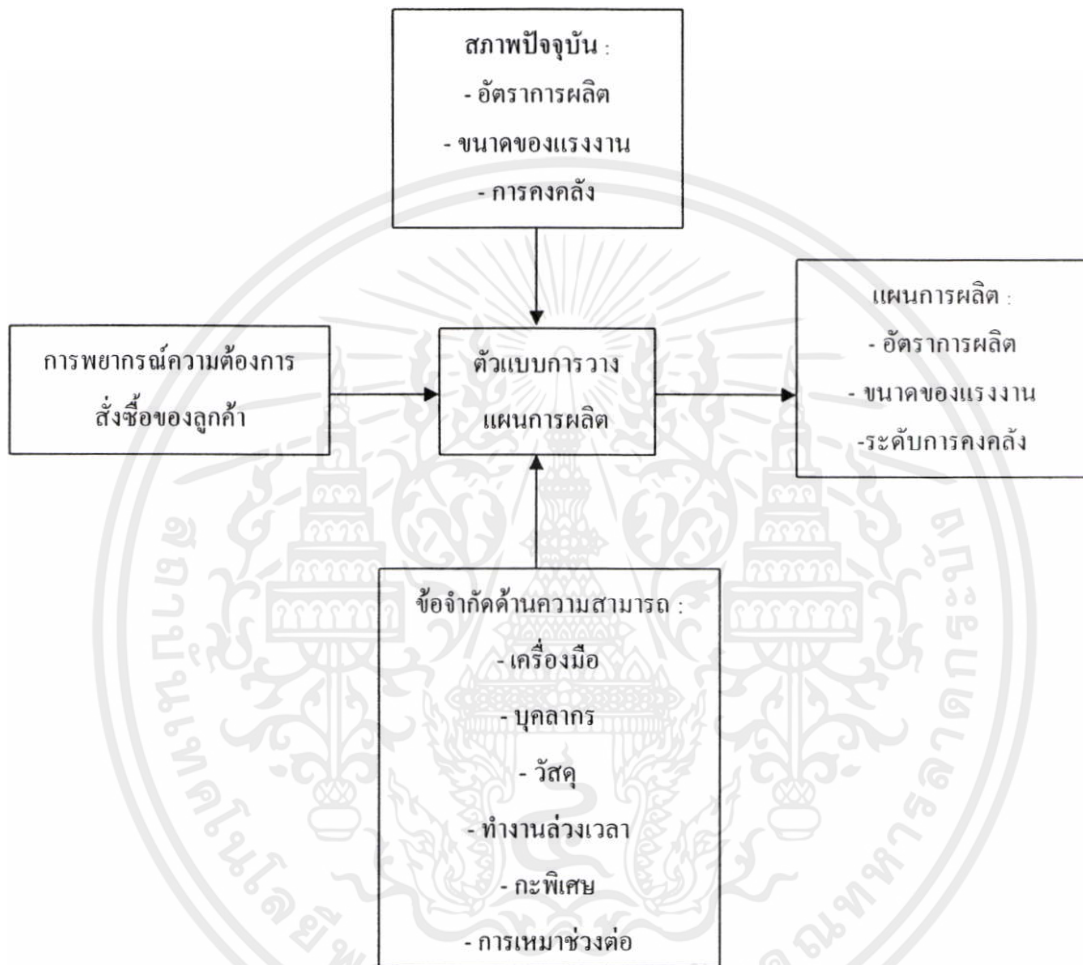 สภาพปัจจุบัน :
- อัตราการผลิต
- ขนาดของแรงงาน
- การคงคลัง
การพยากรณ์ความต้องการ
สั่งซื้อของลูกค้า
ตัวแบบการวาง
แผนการผลิต
แผนการผลิต :
- อัตราการผลิต
- ขนาดของแรงงาน
-ระดับการคงคลัง
ข้อจำกัดด้านความสามารถ :
- เครื่องมือ
- บุคลากร
- วัสดุ
- ทำงานล่วงเวลา
- กะพิเศษ
- การเหมาช่วงต่อ